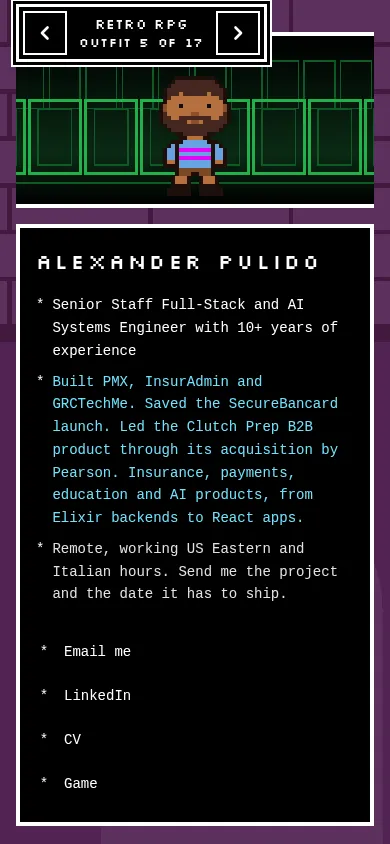 RETRO RPG
OUTFIT 5 OF 17
ALEXANDER PULIDO
* Senior Staff Full-Stack and AI
Systems Engineer with 10+ years of
experience
* Built PMX, InsurAdmin and
GRCTechMe. Saved the SecureBancard
launch. Led the Clutch Prep B2B
product through its acquisition by
Pearson. Insurance, payments,
education and AI products, from
Elixir backends to React apps.
* Remote, working US Eastern and
Italian hours. Send me the project
and the date it has to ship.
* Email me
* LinkedIn
* CV
* Game